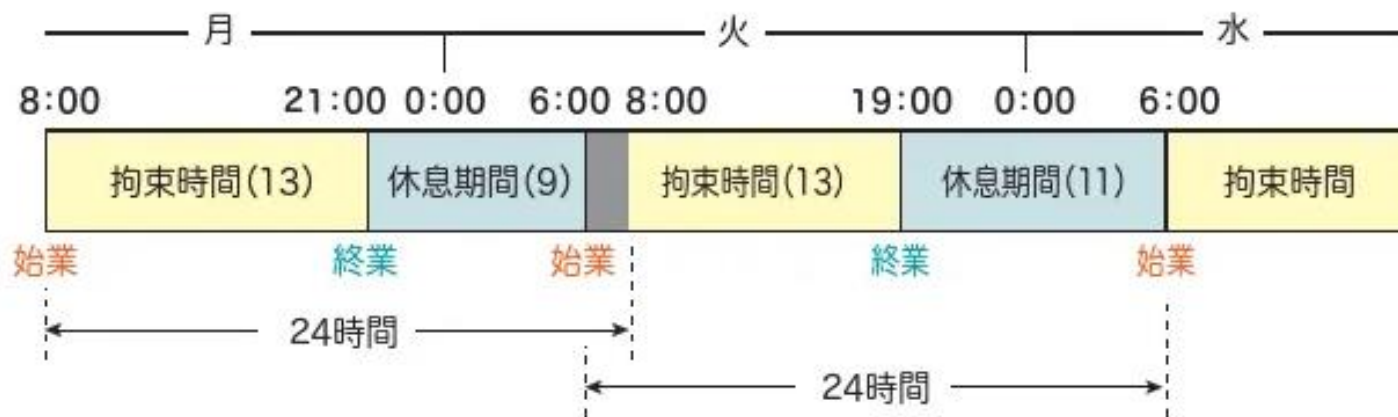 月 火 水
8:00 21:00 0:00 6:00 8:00 19:00 0:00 6:00
拘束時間(13) 休息期間(9) 拘束時間(13) 休息期間(11) 拘束時間
始業 終業 始業 終業 始業
24時間
24時間